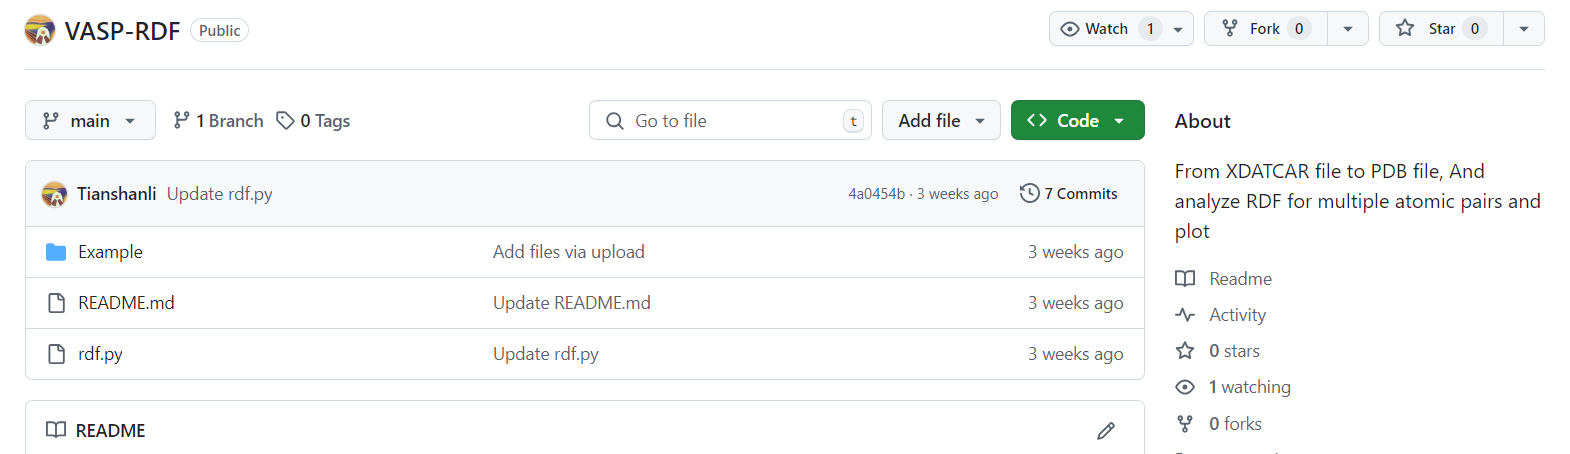 VASP-RDF Public Watch 1 Fork 0 Star 0
main 1 Branch 0 Tags Go to file t Add file Code
Tianshanli Update rdf.py 4a0454b · 3 weeks ago 7 Commits
Example Add files via upload 3 weeks ago
README.md Update README.md 3 weeks ago
rdf.py Update rdf.py 3 weeks ago
README
About
From XDATCAR file to PDB file, And
analyze RDF for multiple atomic pairs and
plot
Readme
Activity
0 stars
1 watching
0 forks